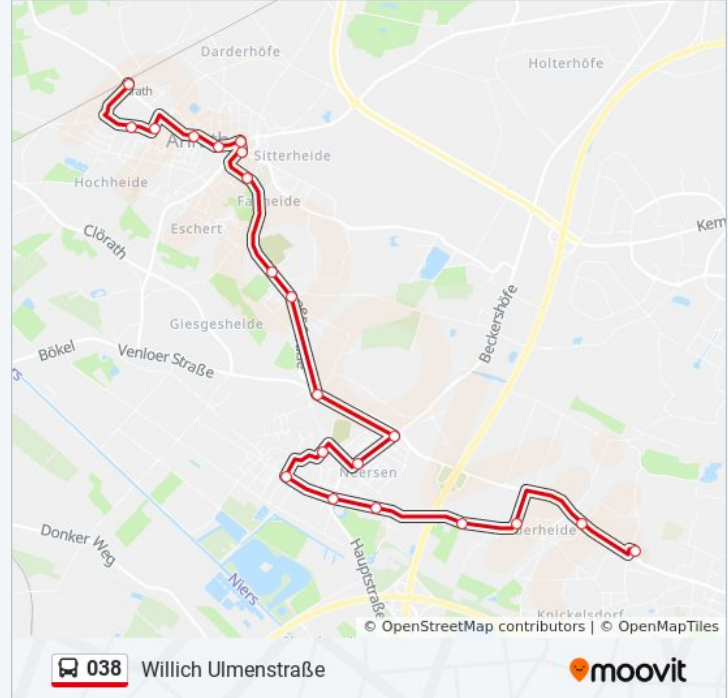 Darderhöfe
Holterhöfe
Sitterheide
Hochheide
Escher​t
Clörath
Kem
Giesgesheide
Beckershöfe
Bökel
Venloer Straße
Neersen
Donker Weg
Niers
Hauptstraße
Knickelsdorf
© OpenStreetMap contributors | © OpenMapTiles
038 Willich Ulmenstraße
moovit